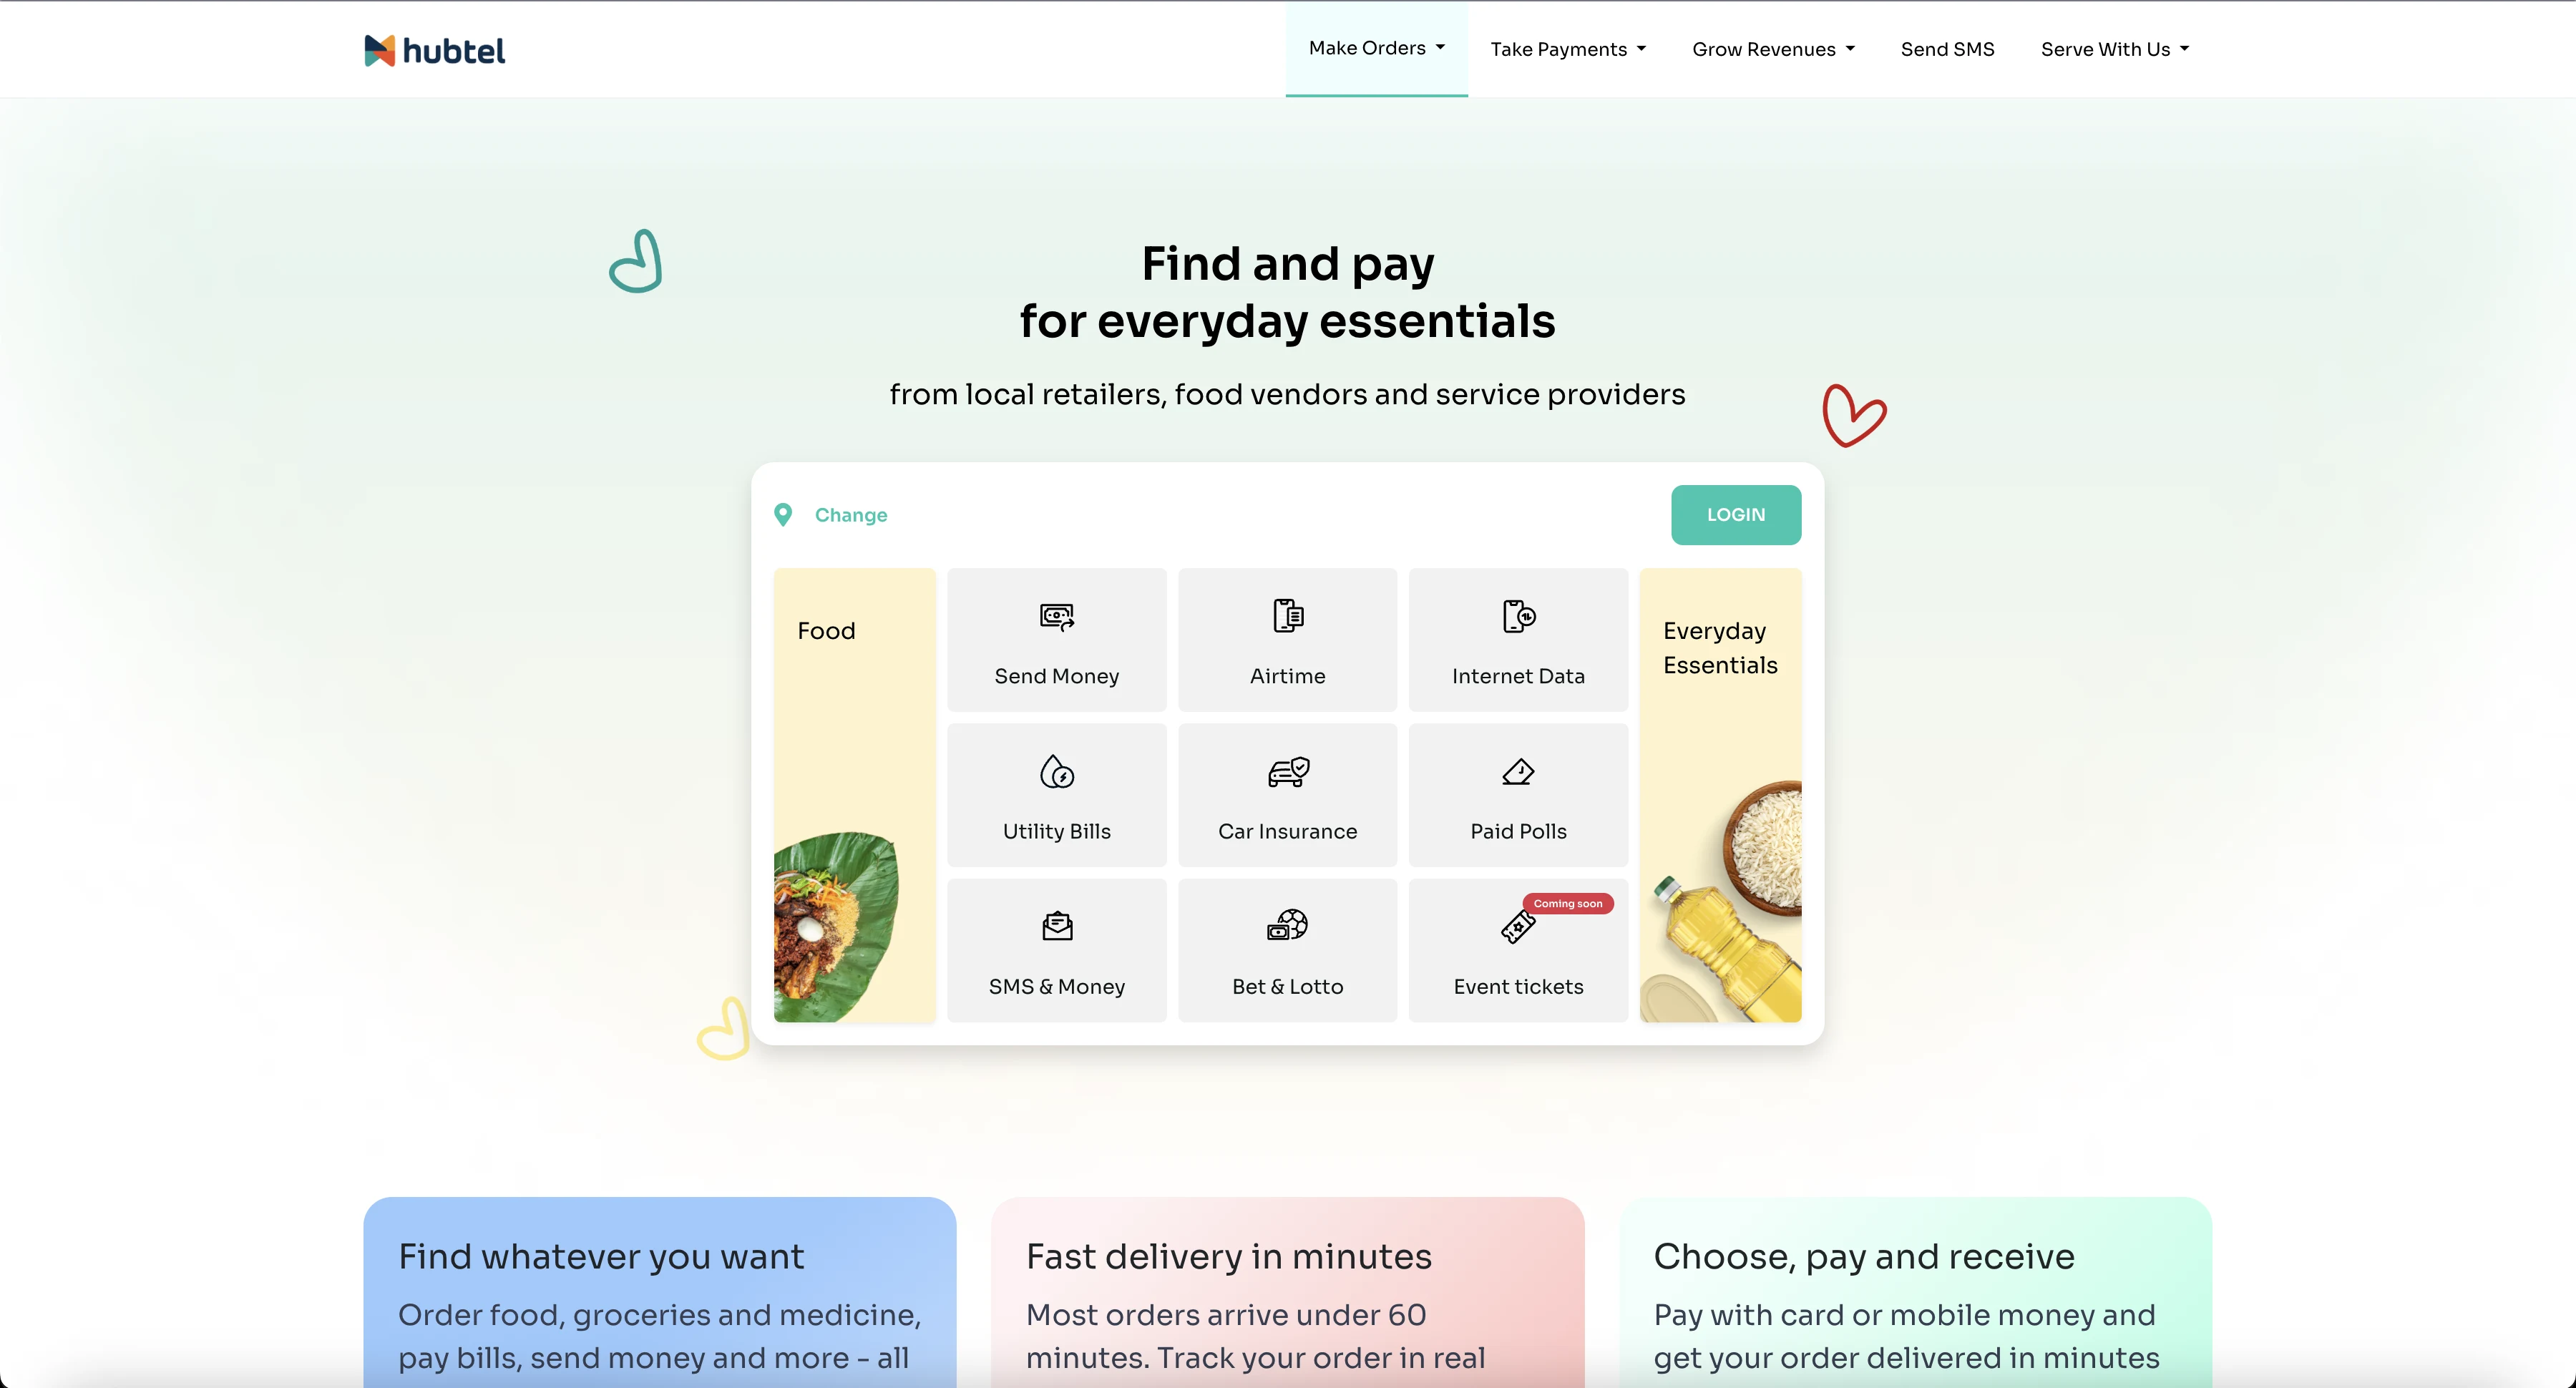 hubtel
Make Orders
Take Payments
Grow Revenues
Send SMS
Serve With Us
Find and pay
for everyday essentials
from local retailers, food vendors and service providers
Change
LOGIN
Food
Send Money
Airtime
Internet Data
Everyday
Essentials
Utility Bills
Car Insurance
Paid Polls
Coming soon
SMS & Money
Bet & Lotto
Event tickets
Find whatever you want
Order food, groceries and medicine,
pay bills, send money and more - all
Fast delivery in minutes
Most orders arrive under 60
minutes. Track your order in real
Choose, pay and receive
Pay with card or mobile money and
get your order delivered in minutes